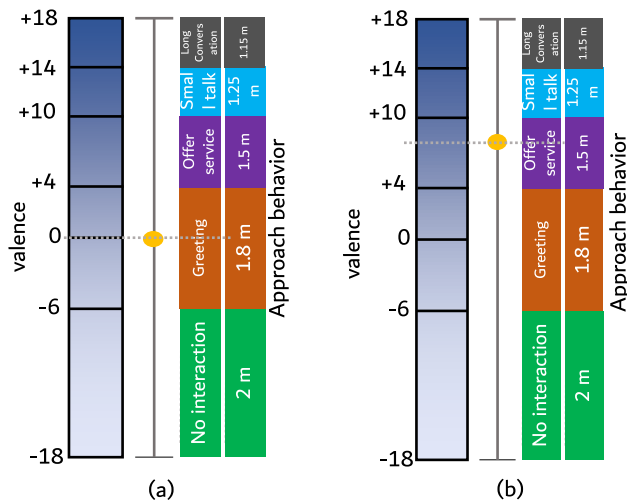 +18
+14
+10
+4
0
-6
-18
valence
Long
Convers
ation
1.15 m
Smal
l talk
1.25
m
Offer
service
1.5 m
Greeting
1.8 m
No interaction
2 m
Approach behavior
(a)
+18
+14
+10
+4
0
-6
-18
valence
Long
Convers
ation
1.15 m
Smal
l talk
1.25
m
Offer
service
1.5 m
Greeting
1.8 m
No interaction
2 m
Approach behavior
(b)